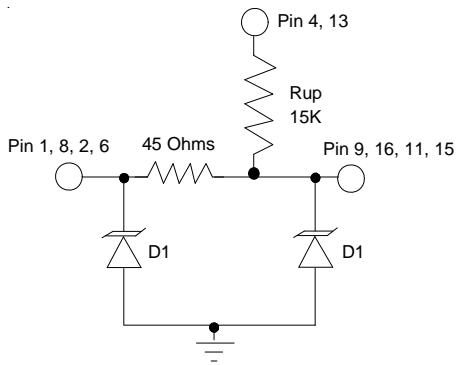 Pin 4, 13
Rup
15K
45 Ohms
Pin 1, 8, 2, 6
Pin 9, 16, 11, 15
D1
D1